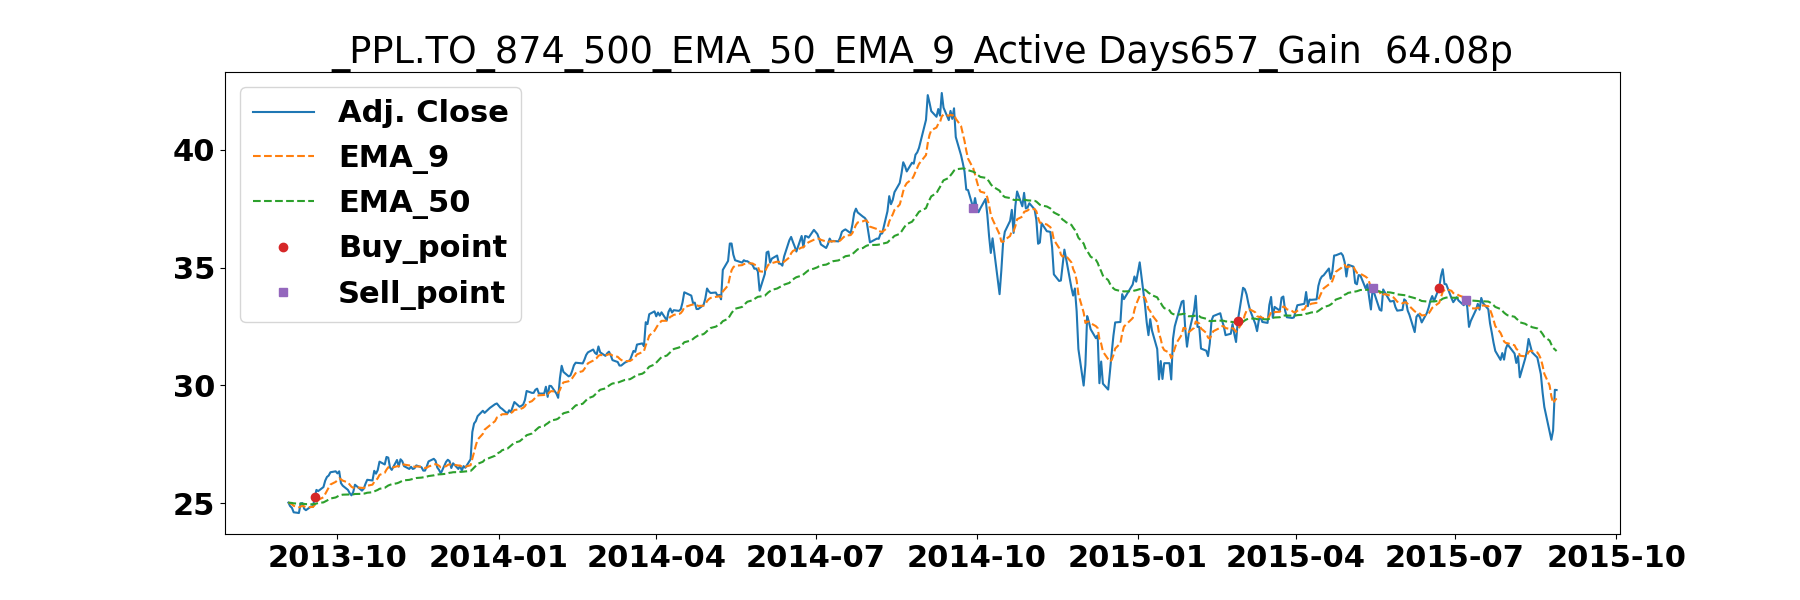 _PPL.TO_874_500_EMA_50_EMA_9_Active Days657_Gain  64.08p
Adj. Close
EMA_9
EMA_50
Buy_point
Sell_point
40
35
30
25
2013-10 2014-01 2014-04 2014-07 2014-10 2015-01 2015-04 2015-07 2015-10